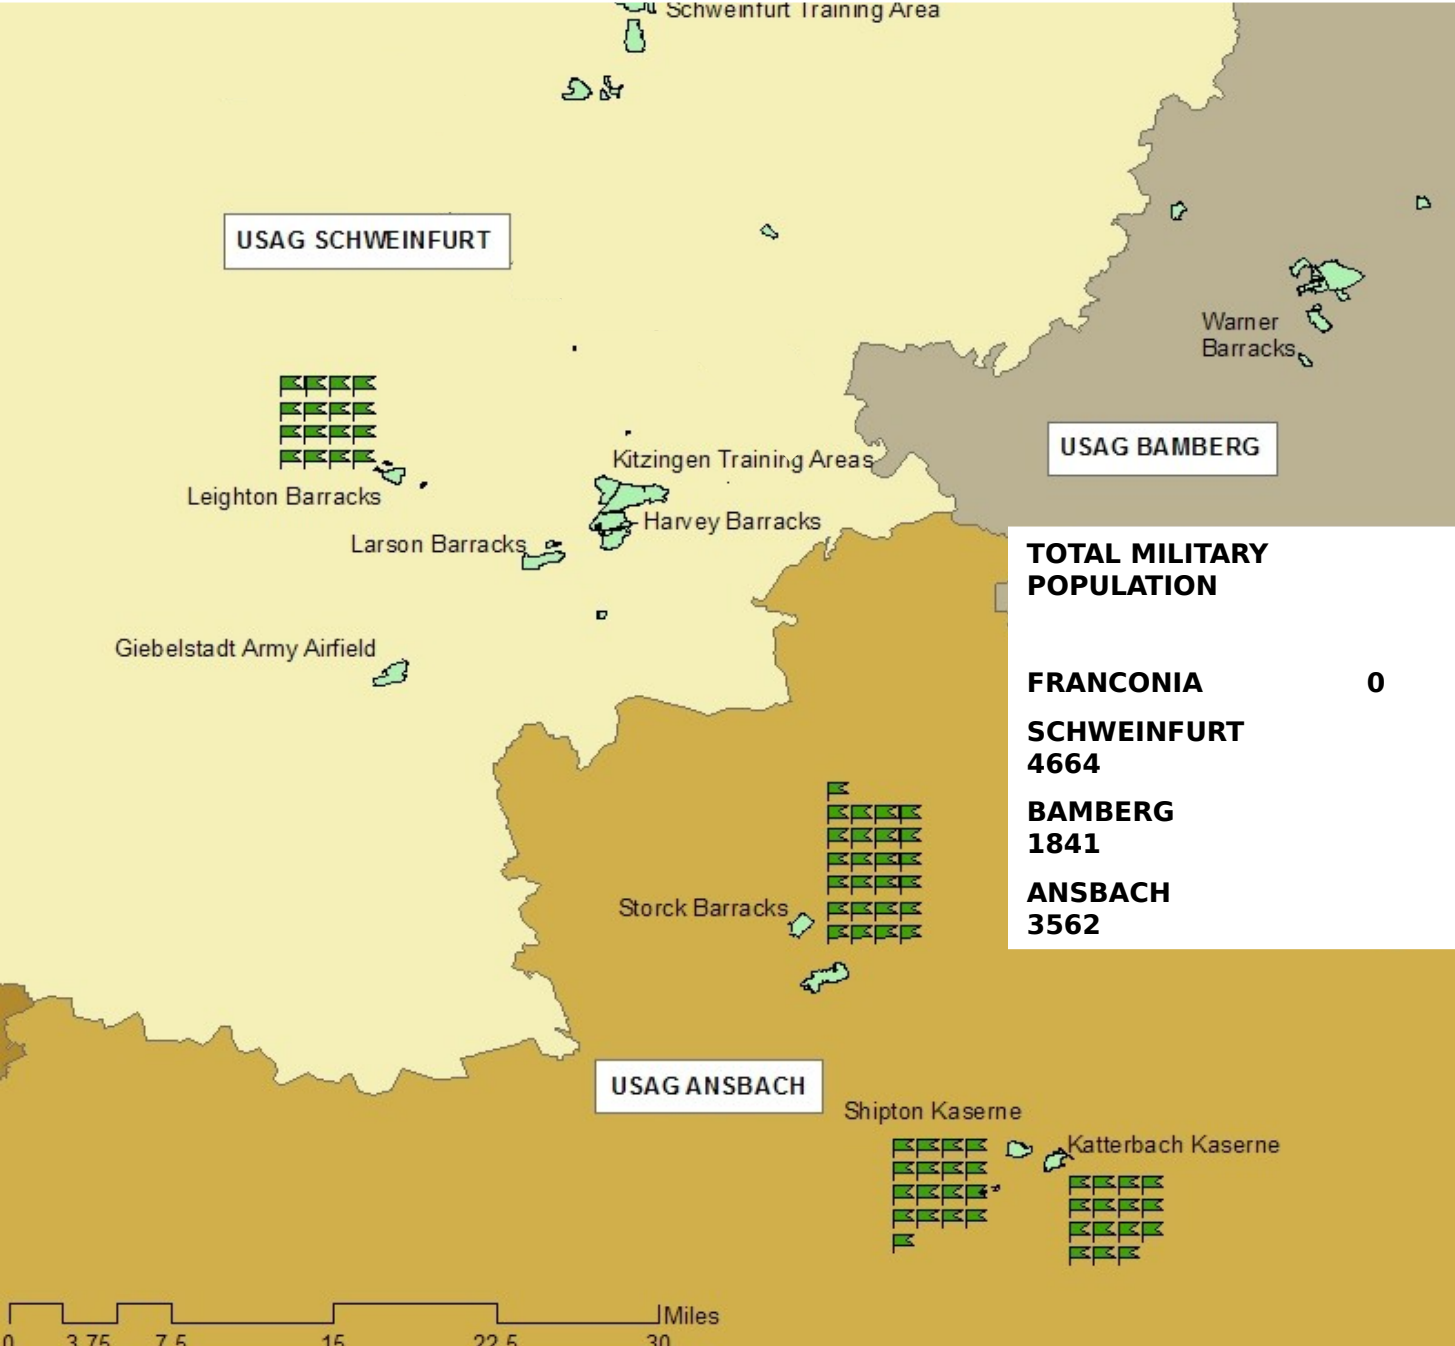 Schweinfurt Training Area
USAG SCHWEINFURT
Warner
Barracks
USAG BAMBERG
Kitzingen Training Areas
Leighton Barracks
Harvey Barracks
Larson Barracks
Giebelstadt Army Airfield
TOTAL MILITARY
POPULATION
FRANCONIA 0
SCHWEINFURT
4664
BAMBERG
1841
ANSBACH
3562
Storck Barracks
USAG ANSBACH
Shipton Kaserne
Katterbach Kaserne
Miles
0 3.75 7.5 15 22.5 30